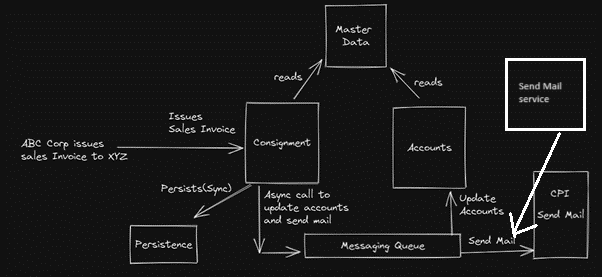 Master
Data
reads
reads
Send Mail
service
Issues
Sales Invoice
ABC Corp issues
sales Invoice to XYZ
Consignment
Accounts
Persists(Sync)
Async call to
update accounts
and send mail
Update
Accounts
CPI
Send Mail
Persistence
Messaging Queue
Send Mail